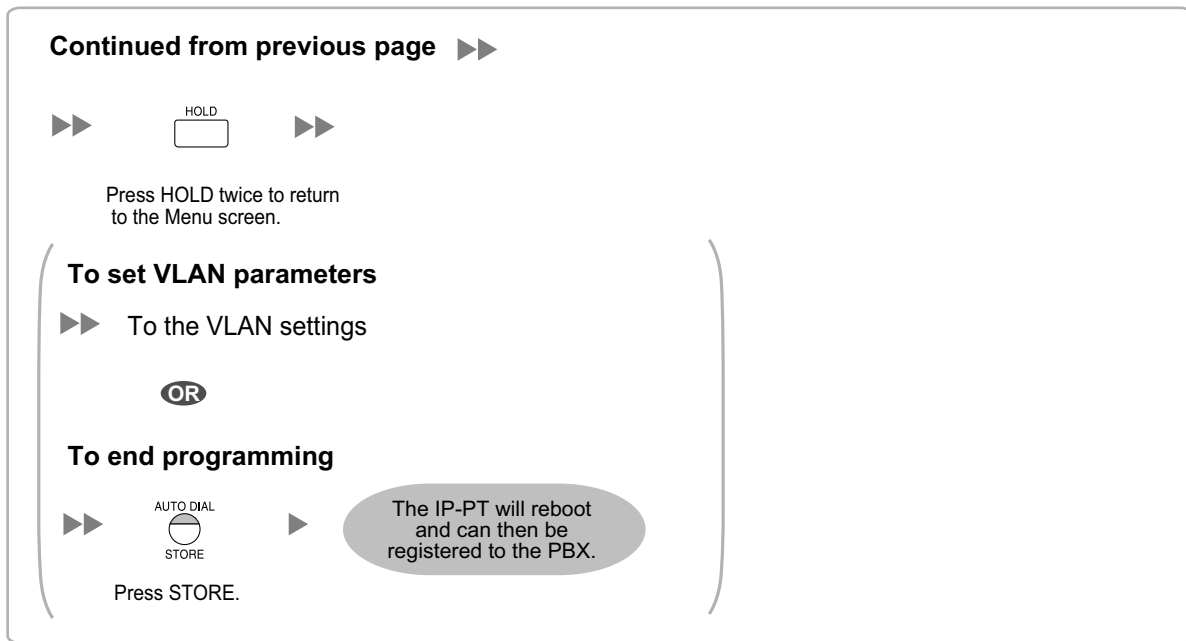 Continued from previous page
HOLD
Press HOLD twice to return
to the Menu screen.
To set VLAN parameters
To the VLAN settings
OR
To end programming
AUTO DIAL
STORE
The IP-PT will reboot
and can then be
registered to the PBX.
Press STORE.